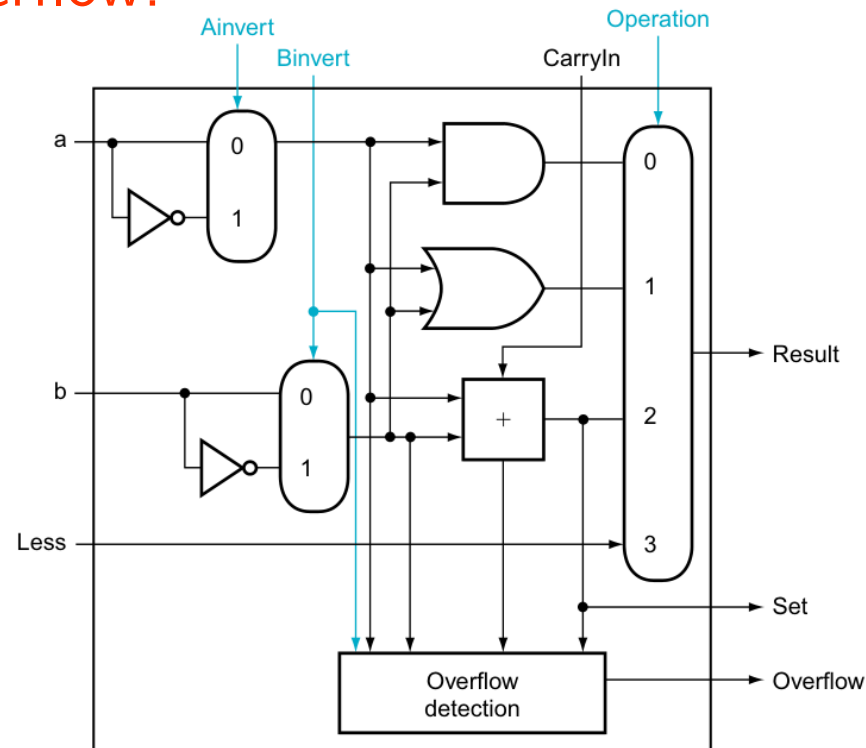 Operation
Ainvert
Binvert
CarryIn
a
0
0
1
1
Result
b
0
+
2
1
Less
3
Set
Overflow
detection
Overflow